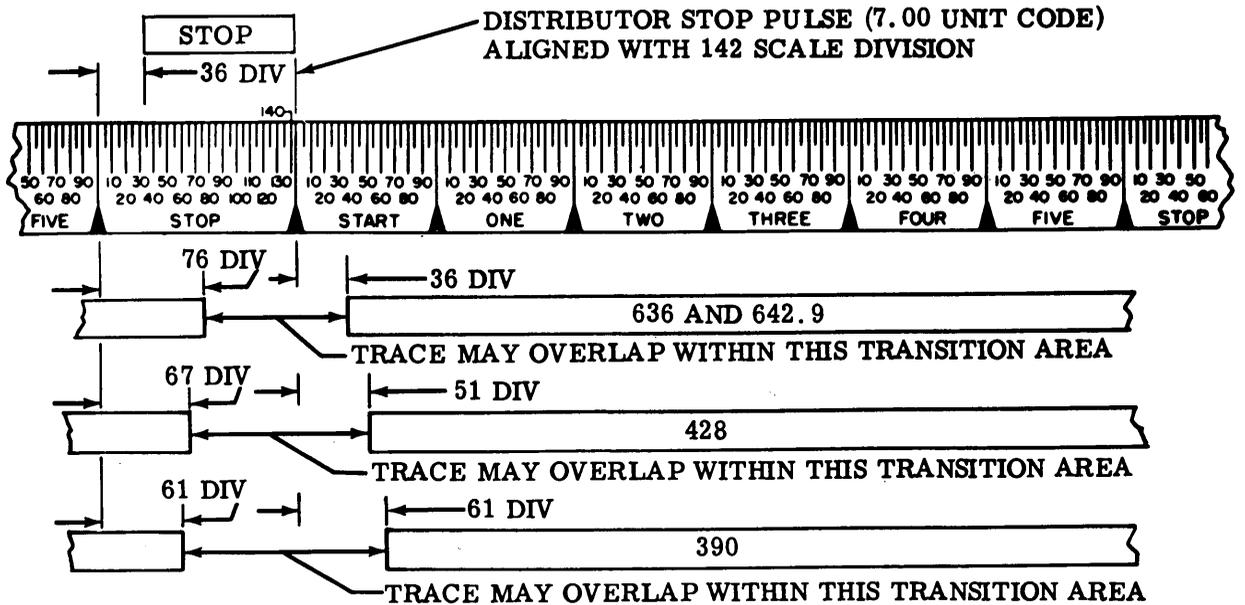 STOP
DISTRIBUTOR STOP PULSE (7.00 UNIT CODE)
ALIGNED WITH 142 SCALE DIVISION
36 DIV
140
50 70 90 10 30 50 70 90 110 130 10 30 50 70 90 10 30 50 70 90 10 30 50 70 90 10 30 50 70 90 10 30 50 70 90 10 30 50 70 90 10 30 50
60 80 20 40 60 80 100 120 20 40 60 80 20 40 60 80 20 40 60 80 20 40 60 80 20 40 60 80 20 40 60 80 20 40 60
FIVE STOP START ONE TWO THREE FOUR FIVE STOP
76 DIV
36 DIV
636 AND 642.9
TRACE MAY OVERLAP WITHIN THIS TRANSITION AREA
67 DIV
51 DIV
428
TRACE MAY OVERLAP WITHIN THIS TRANSITION AREA
61 DIV
61 DIV
390
TRACE MAY OVERLAP WITHIN THIS TRANSITION AREA